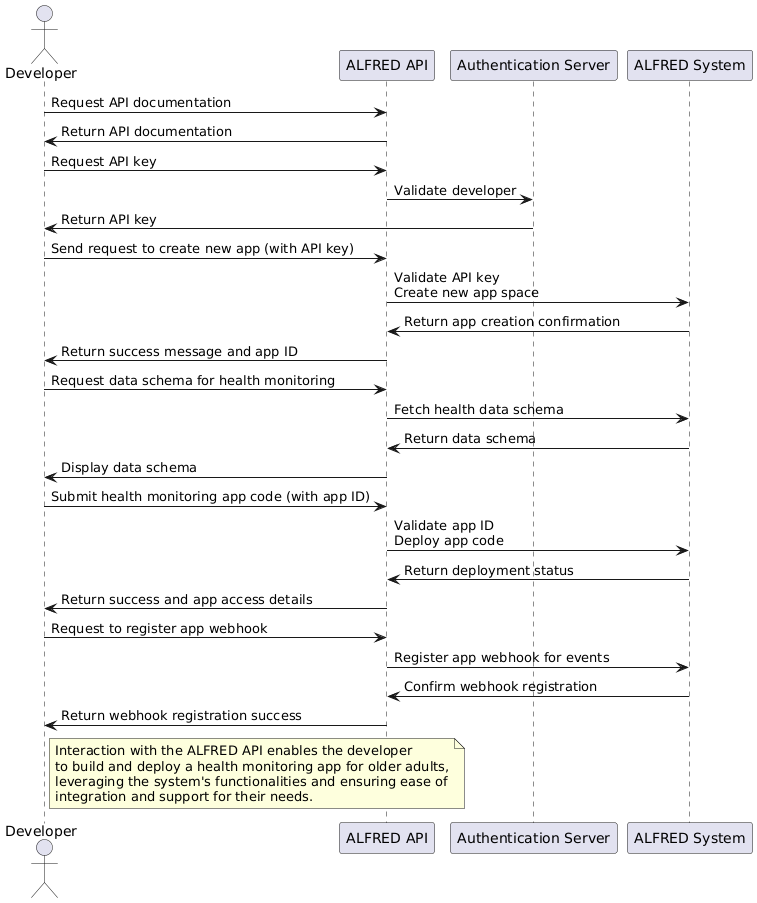 Developer
ALFRED API
Authentication Server
ALFRED System
Request API documentation
Return API documentation
Request API key
Validate developer
Return API key
Send request to create new app (with API key)
Validate API key
Create new app space
Return app creation confirmation
Return success message and app ID
Request data schema for health monitoring
Fetch health data schema
Return data schema
Display data schema
Submit health monitoring app code (with app ID)
Validate app ID
Deploy app code
Return deployment status
Return success and app access details
Request to register app webhook
Register app webhook for events
Confirm webhook registration
Return webhook registration success
Interaction with the ALFRED API enables the developer
to build and deploy a health monitoring app for older adults,
leveraging the system's functionalities and ensuring ease of
integration and support for their needs.
Developer
ALFRED API
Authentication Server
ALFRED System